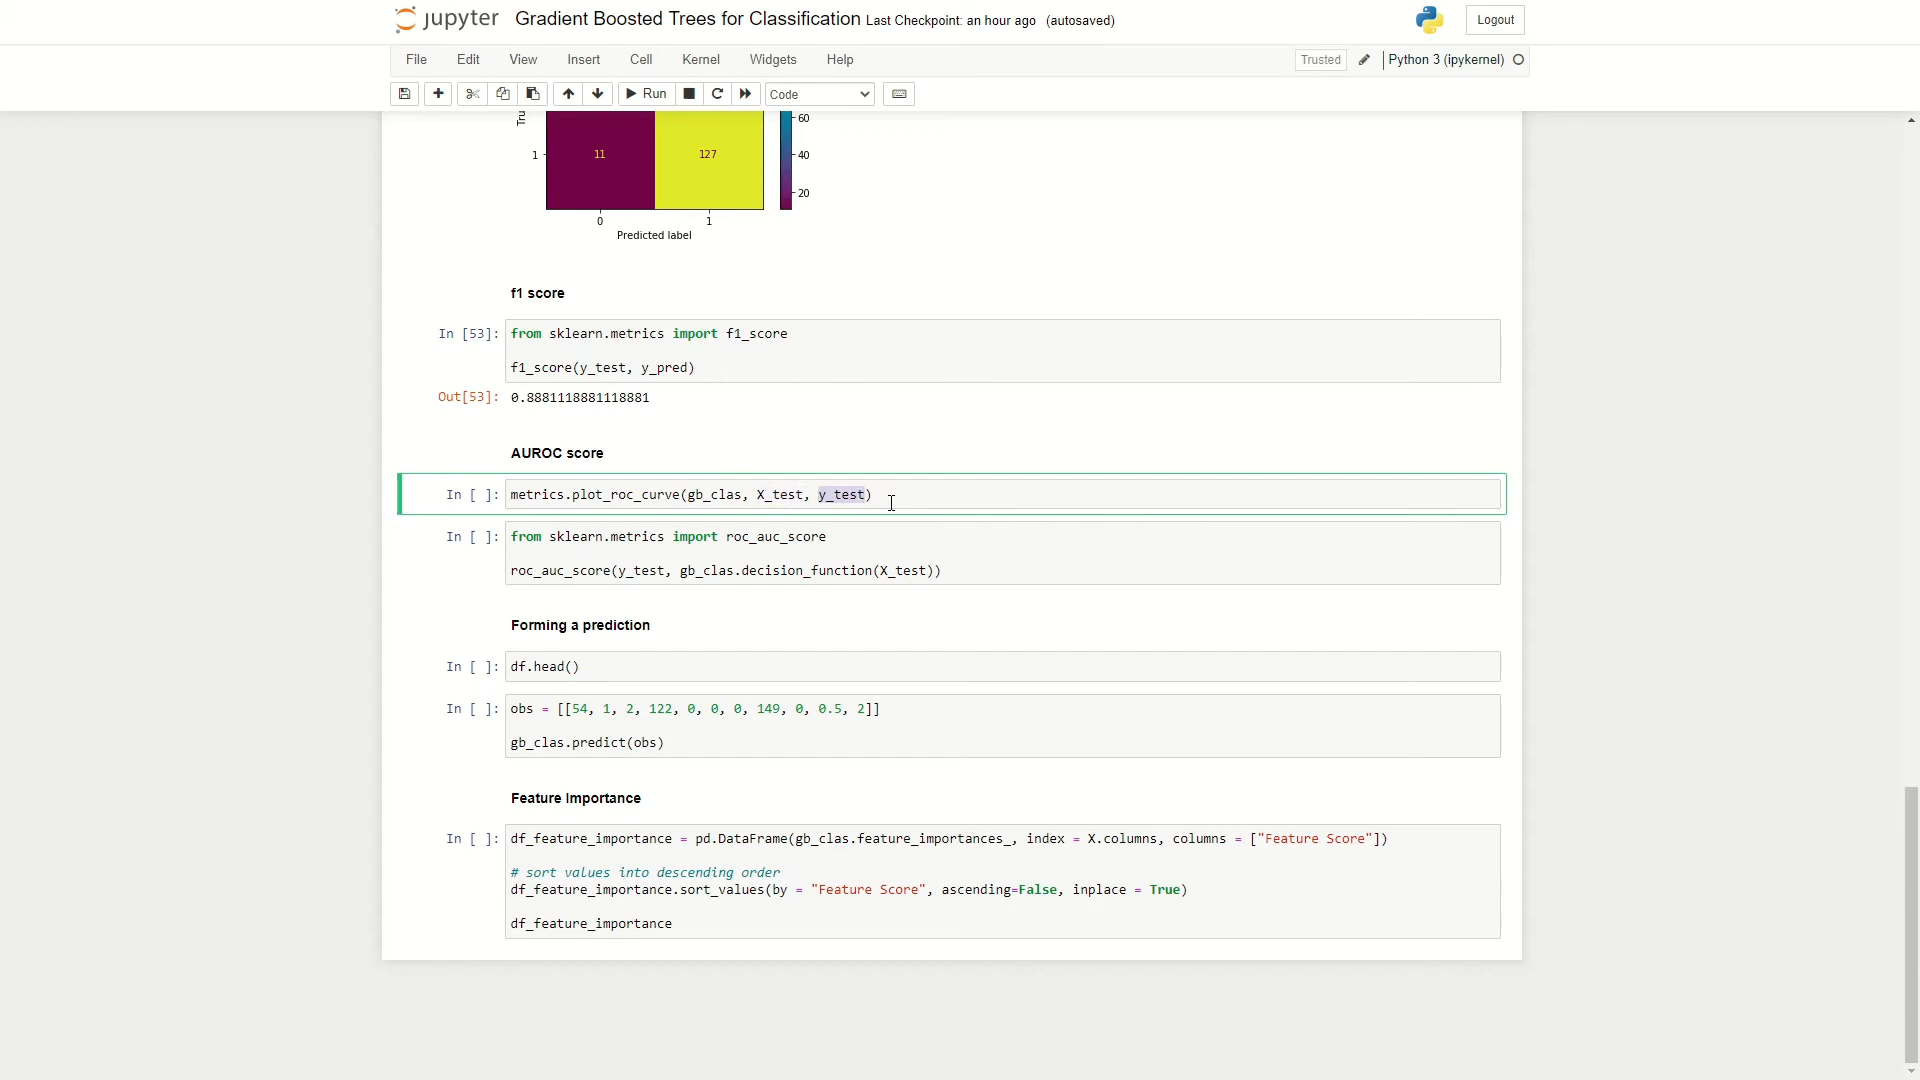 jupyter Gradient Boosted Trees for Classification Last Checkpoint: an hour ago (autosaved) Logout
File Edit View Insert Cell Kernel Widgets Help Trusted Python 3 (ipykernel)
Run Code
Tru
1 11 127
60
40
20
0 1
Predicted label
f1 score
In [53]: from sklearn.metrics import f1_score
f1_score(y_test, y_pred)
Out[53]: 0.8881118881118881
AUROC score
In [ ]: metrics.plot_roc_curve(gb_clas, X_test, y_test)
In [ ]: from sklearn.metrics import roc_auc_score
roc_auc_score(y_test, gb_clas.decision_function(X_test))
Forming a prediction
In [ ]: df.head()
In [ ]: obs = [[54, 1, 2, 122, 0, 0, 0, 149, 0, 0.5, 2]]
gb_clas.predict(obs)
Feature Importance
In [ ]: df_feature_importance = pd.DataFrame(gb_clas.feature_importances_, index = X.columns, columns = ["Feature Score"])
# sort values into descending order
df_feature_importance.sort_values(by = "Feature Score", ascending=False, inplace = True)
df_feature_importance